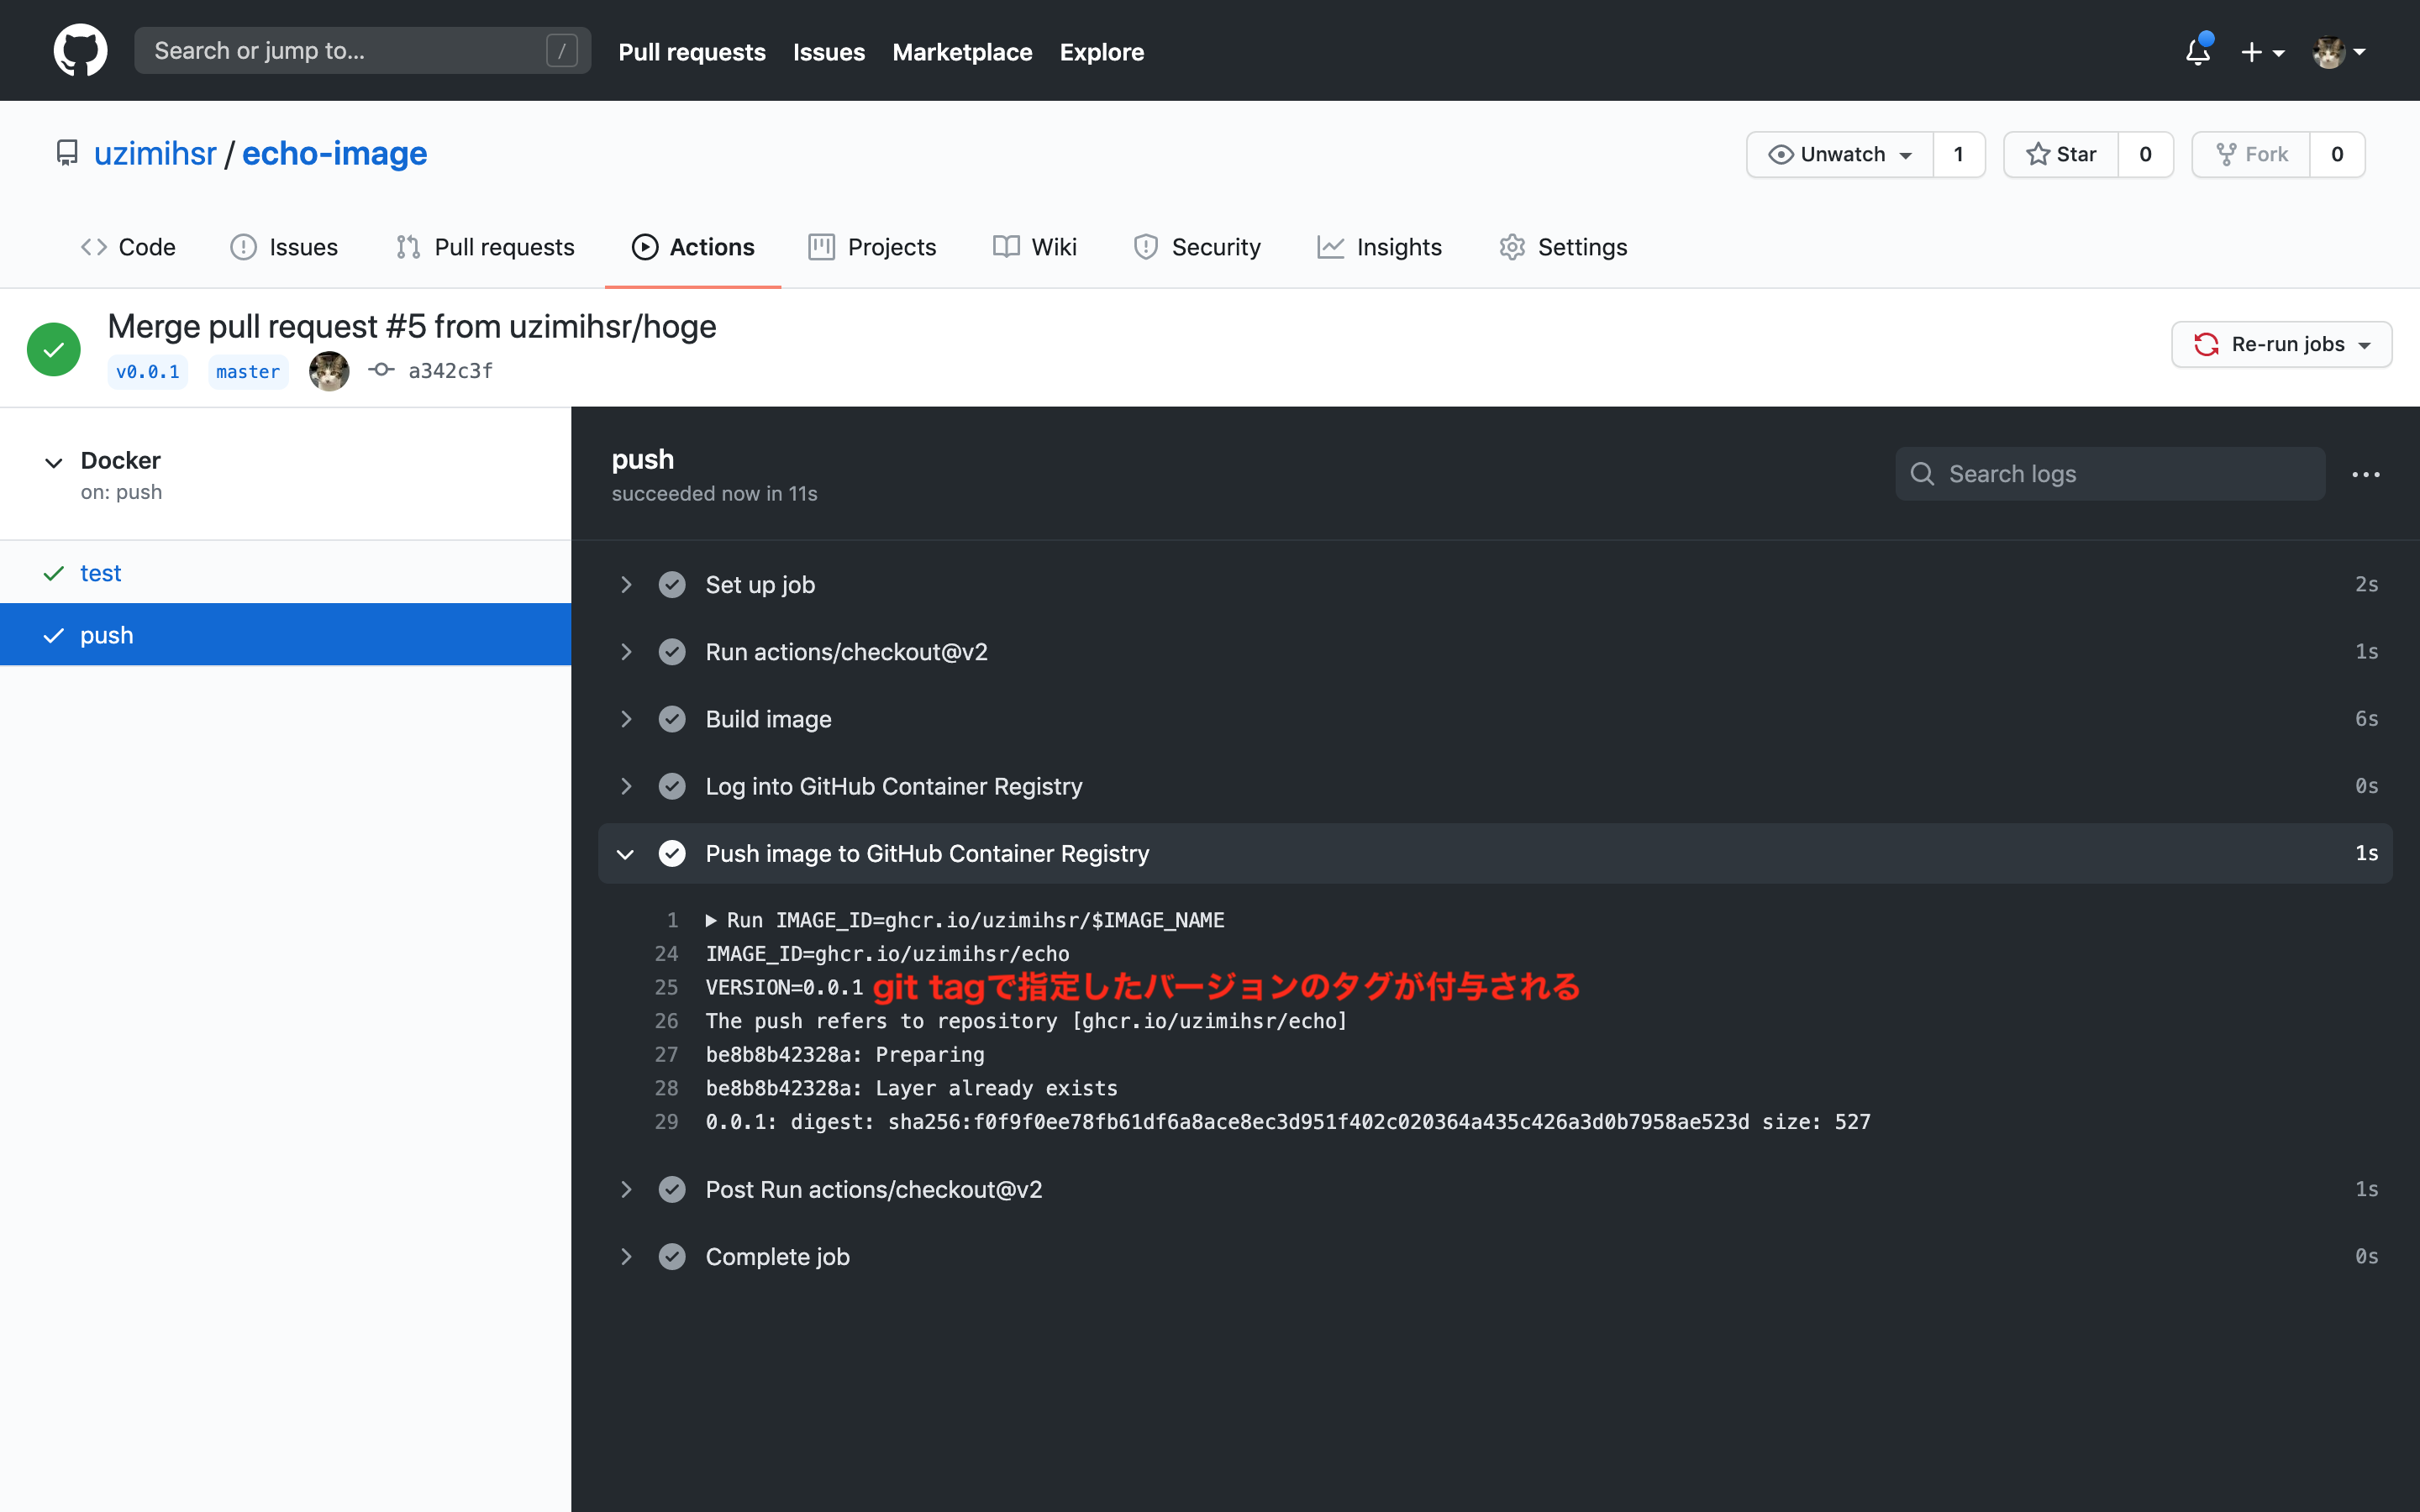 Search or jump to... /
Pull requests Issues Marketplace Explore
uzimihsr / echo-image
Unwatch 1 Star 0 Fork 0
Code Issues Pull requests Actions Projects Wiki Security Insights Settings
Merge pull request #5 from uzimihsr/hoge
v0.0.1 master a342c3f
Re-run jobs
Docker
on: push
test
push
push
succeeded now in 11s
Search logs
Set up job 2s
Run actions/checkout@v2 1s
Build image 6s
Log into GitHub Container Registry 0s
Push image to GitHub Container Registry 1s
1 Run IMAGE_ID=ghcr.io/uzimihsr/$IMAGE_NAME
24 IMAGE_ID=ghcr.io/uzimihsr/echo
25 VERSION=0.0.1 git tagで指定したバージョンのタグが付与される
26 The push refers to repository [ghcr.io/uzimihsr/echo]
27 be8b8b42328a: Preparing
28 be8b8b42328a: Layer already exists
29 0.0.1: digest: sha256:f0f9f0ee78fb61df6a8ace8ec3d951f402c020364a435c426a3d0b7958ae523d size: 527
Post Run actions/checkout@v2 1s
Complete job 0s